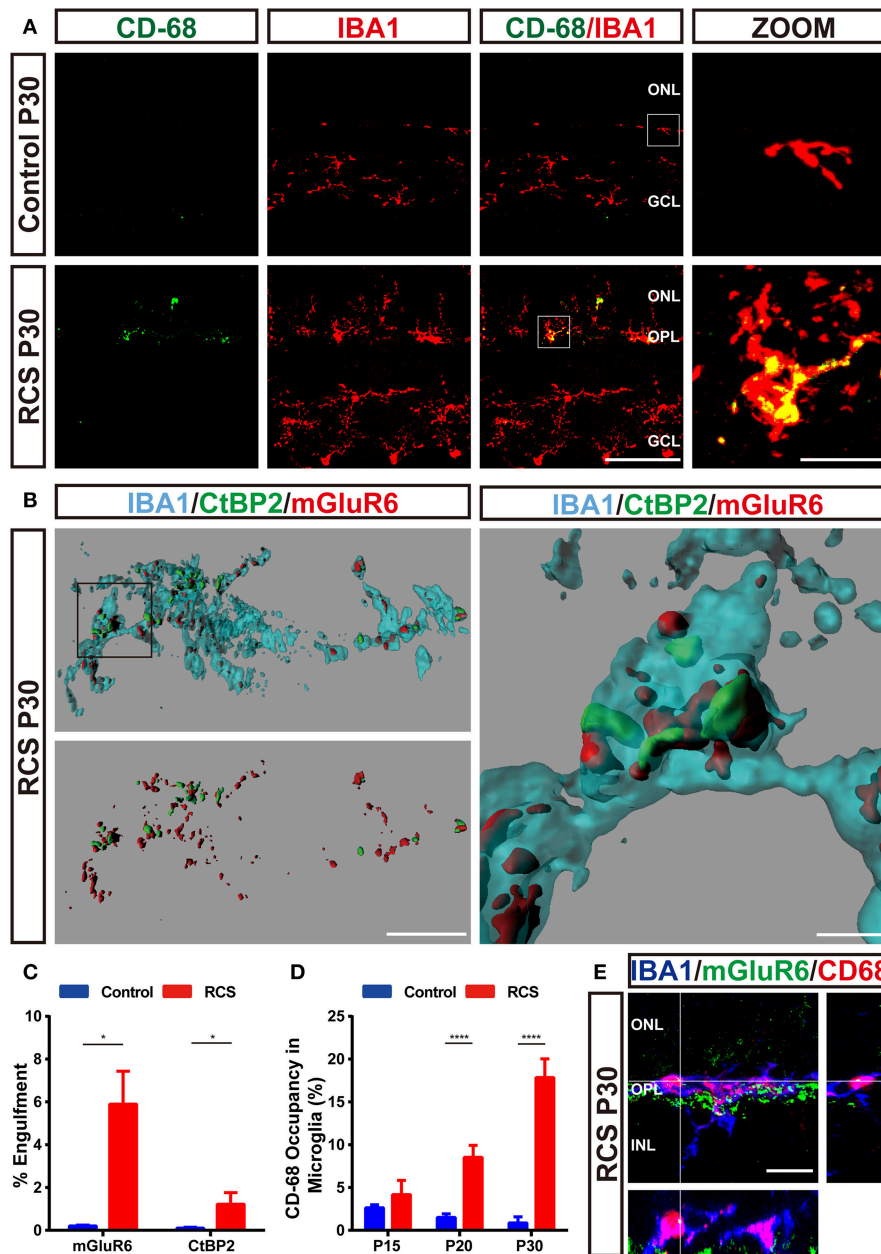 A
CD-68 IBA1 CD-68/IBA1 ZOOM
Control P30
ONL
GCL
RCS P30
ONL
OPL
GCL
B
IBA1/CtBP2/mGluR6 IBA1/CtBP2/mGluR6
RCS P30
C
Control RCS
% Engulfment
10
8
6
4
2
0
* *
mGluR6 CtBP2
D
Control RCS
CD-68 Occupancy in
Microglia (%)
25
20
15
10
5
0
**** ****
P15 P20 P30
E
IBA1/mGluR6/CD68
RCS P30
ONL
OPL
INL